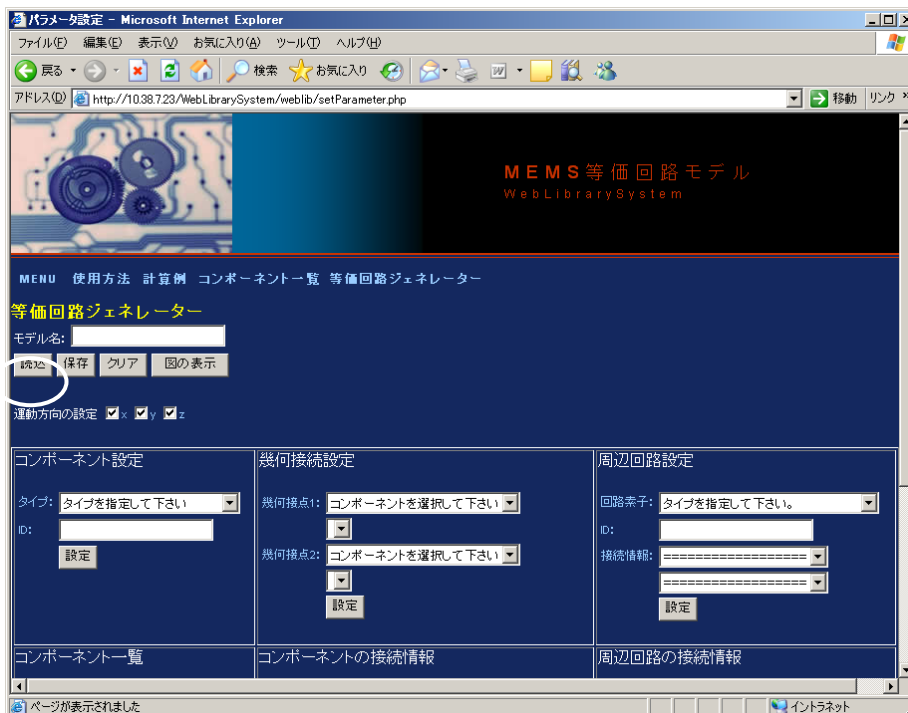 パラメータ設定 - Microsoft Internet Explorer
ファイル(F) 編集(E) 表示(V) お気に入り(A) ツール(T) ヘルプ(H)
戻る 検索 お気に入り
アドレス(D) http://10.38.7.23/WebLibrarySystem/weblib/setParameter.php 移動 リンク »
MEMS等価回路モデル
WebLibrarySystem
MENU 使用方法 計算例 コンポーネント一覧 等価回路ジェネレーター
等価回路ジェネレーター
モデル名:
読込 保存 クリア 図の表示
運動方向の設定 x y z
コンポーネント設定 幾何接続設定 周辺回路設定
タイプ: タイプを指定して下さい 幾何接点1: コンポーネントを選択して下さい 回路素子: タイプを指定して下さい。
ID: ID:
設定 幾何接点2: コンポーネントを選択して下さい 接続情報: ==================
==================
設定 設定
コンポーネント一覧 コンポーネントの接続情報 周辺回路の接続情報
ページが表示されました イントラネット